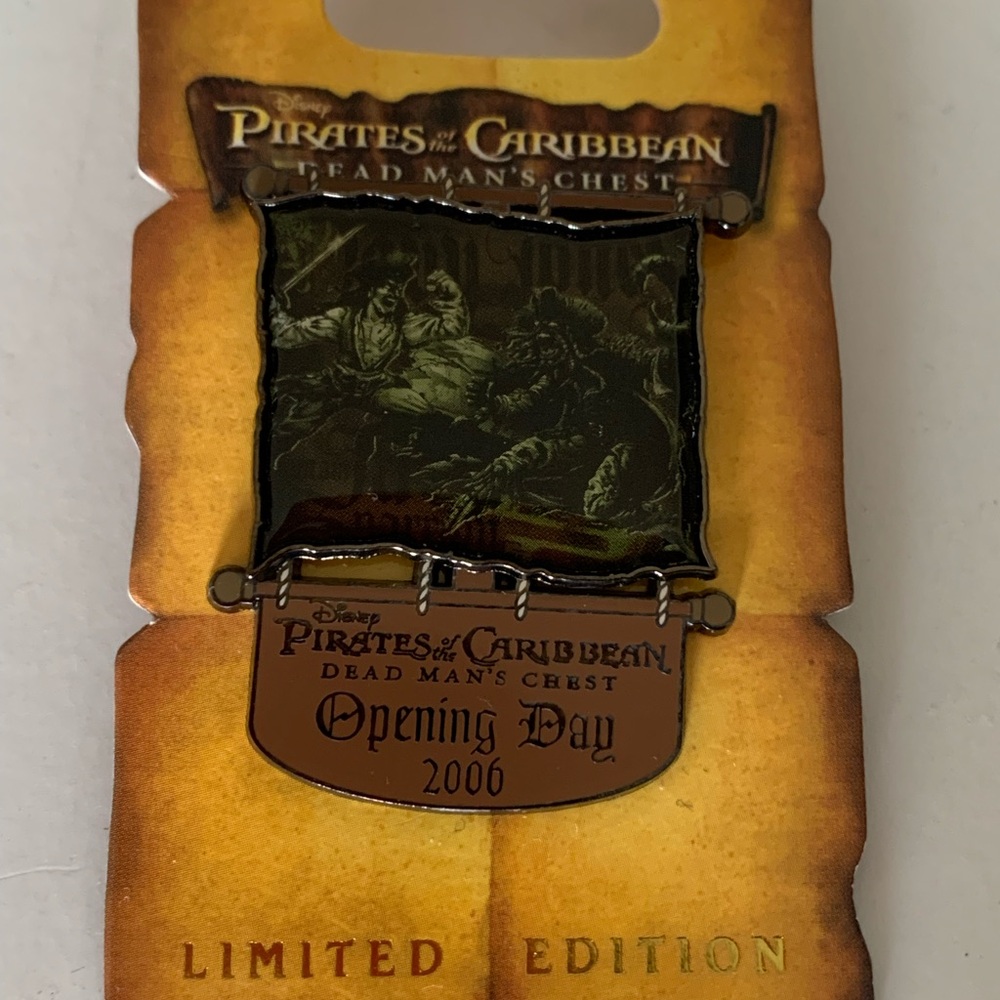 Disney
PIRATES of the CARIBBEAN
DEAD MAN'S CHEST
Disney
PIRATES of the CARIBBEAN
DEAD MAN'S CHEST
Opening Day
2006
LIMITED EDITION